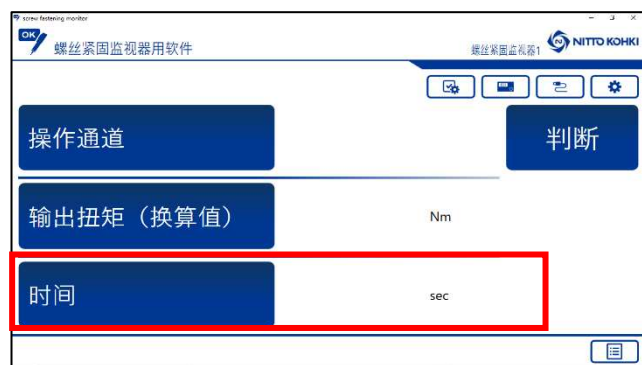 screw fastening monitor
OK
螺丝紧固监视器用软件
螺丝紧固监视器1
NITTO KOHKI
操作通道
判断
输出扭矩（换算值）
Nm
时间
sec